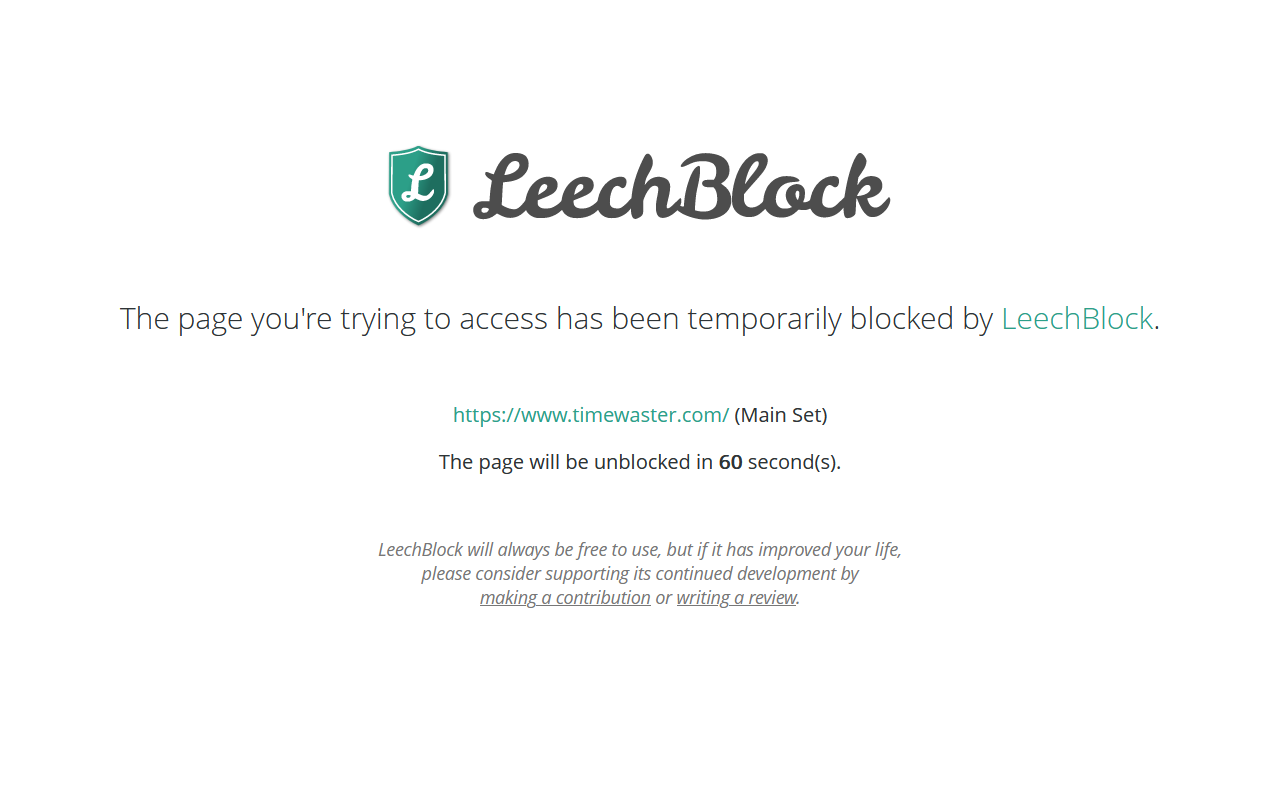 L LeechBlock
The page you're trying to access has been temporarily blocked by LeechBlock.
https://www.timewaster.com/ (Main Set)
The page will be unblocked in 60 second(s).
LeechBlock will always be free to use, but if it has improved your life,
please consider supporting its continued development by
making a contribution or writing a review.